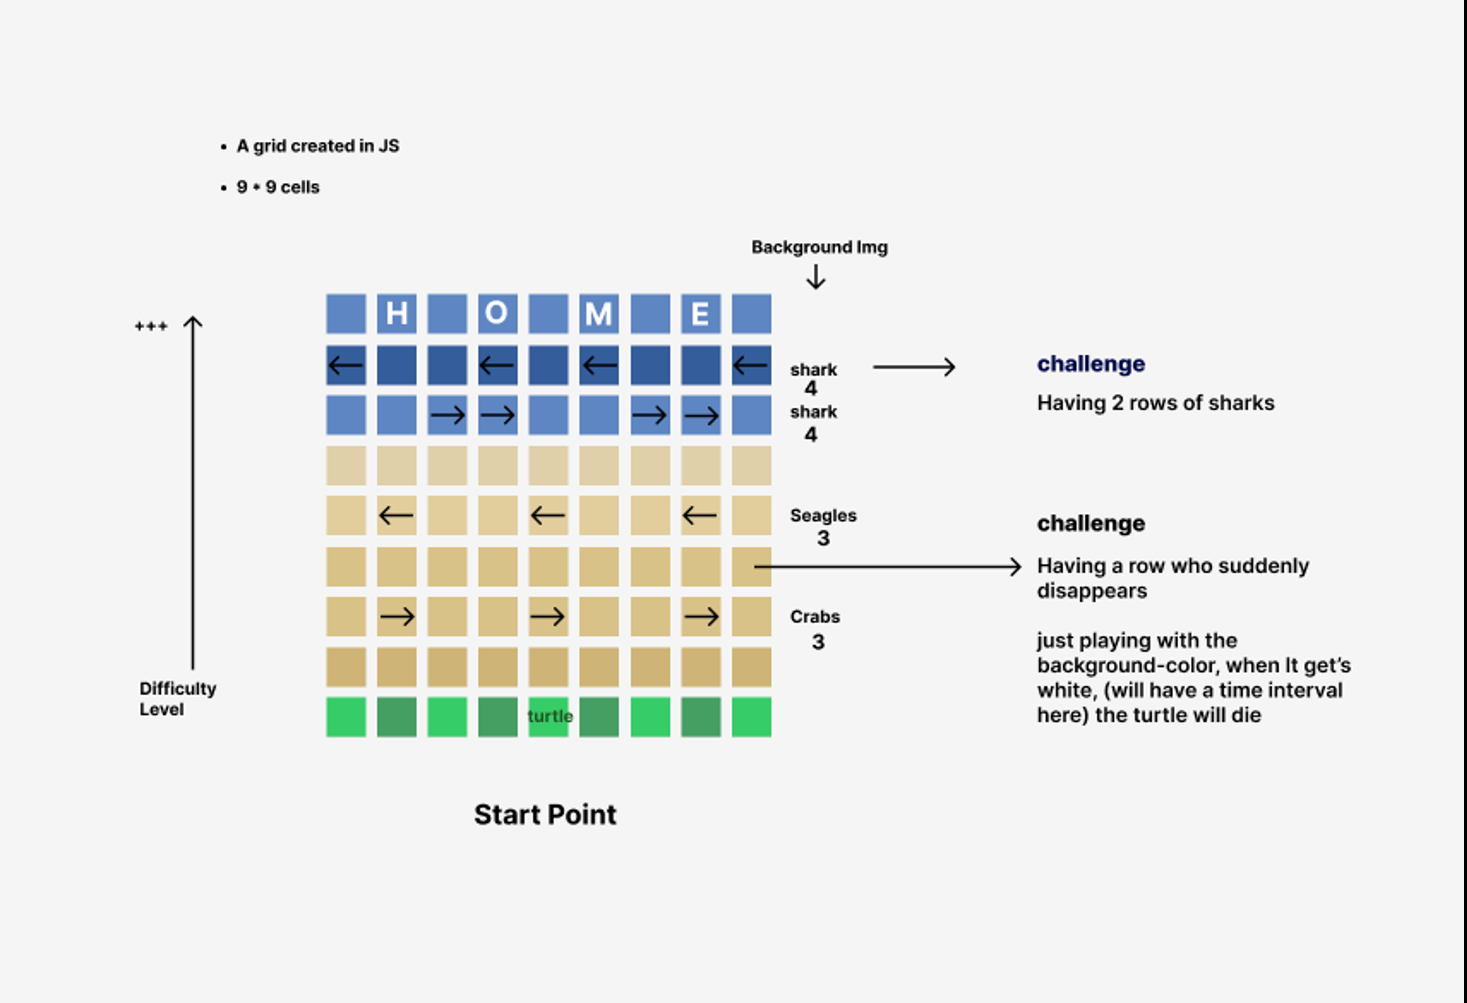 • A grid created in JS
• 9 * 9 cells
Background Img
H O M E
+++
shark
4
shark
4
challenge
Having 2 rows of sharks
Seagles
3
challenge
Having a row who suddenly
disappears
Crabs
3
just playing with the
background-color, when It get's
white, (will have a time interval
here) the turtle will die
Difficulty
Level
turtle
Start Point